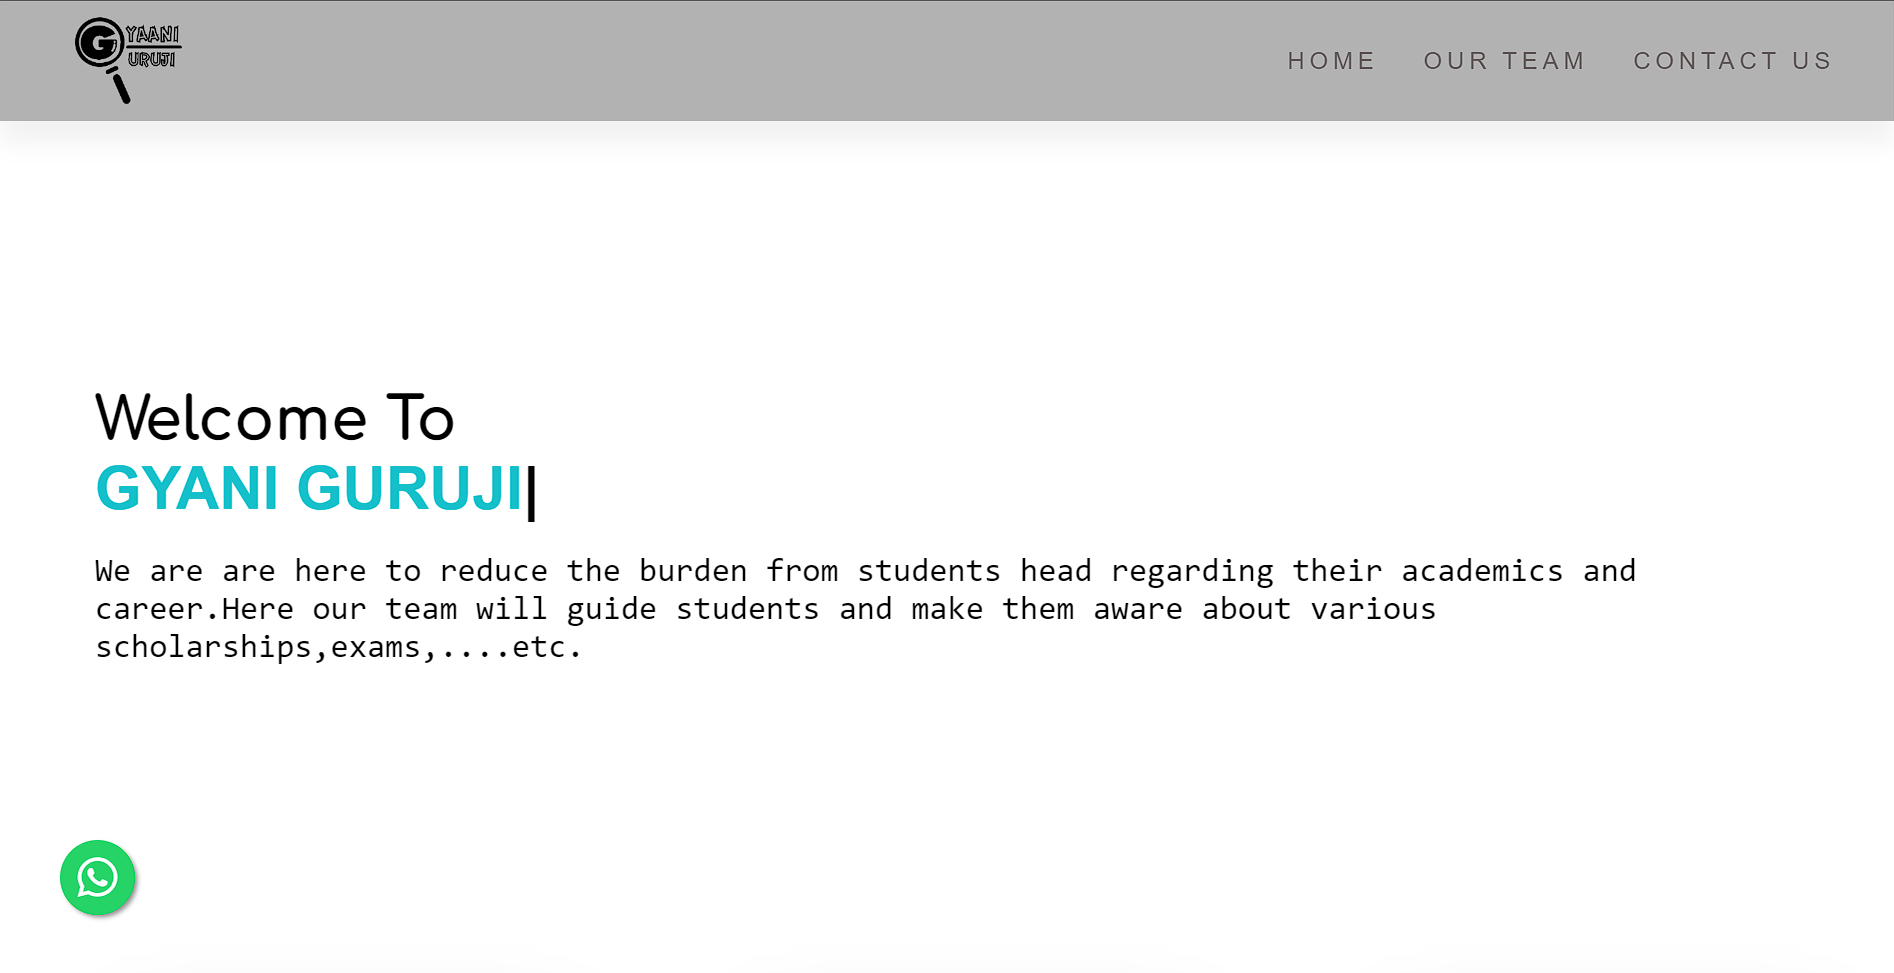 GYAANI
GURUJI
HOME OUR TEAM CONTACT US
Welcome To
GYANI GURUJI|
We are are here to reduce the burden from students head regarding their academics and
career.Here our team will guide students and make them aware about various
scholarships,exams,....etc.